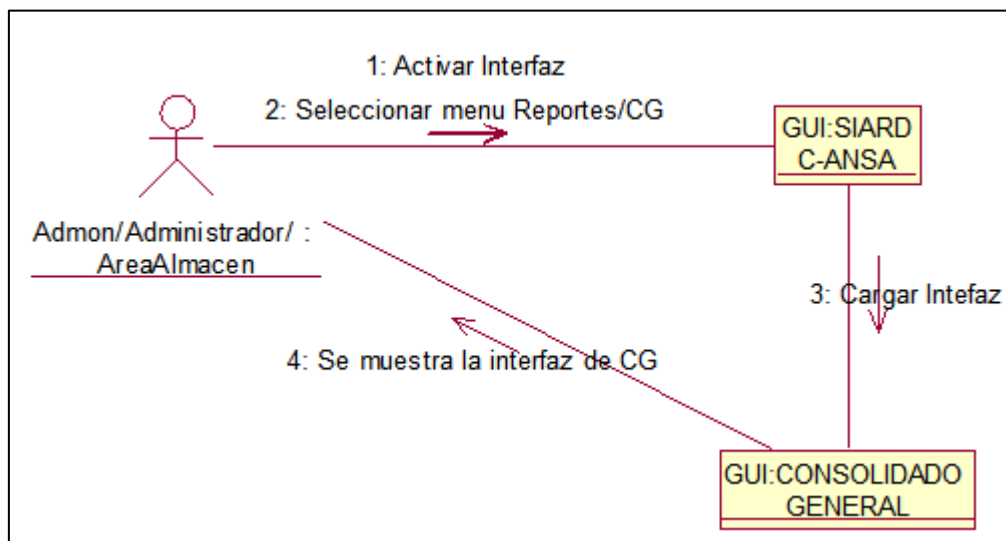 1: Activar Interfaz
2: Seleccionar menu Reportes/CG
GUI:SIARD
C-ANSA
Admon/Administrador/ :
AreaAlmacen
3: Cargar Intefaz
4: Se muestra la interfaz de CG
GUI:CONSOLIDADO
GENERAL